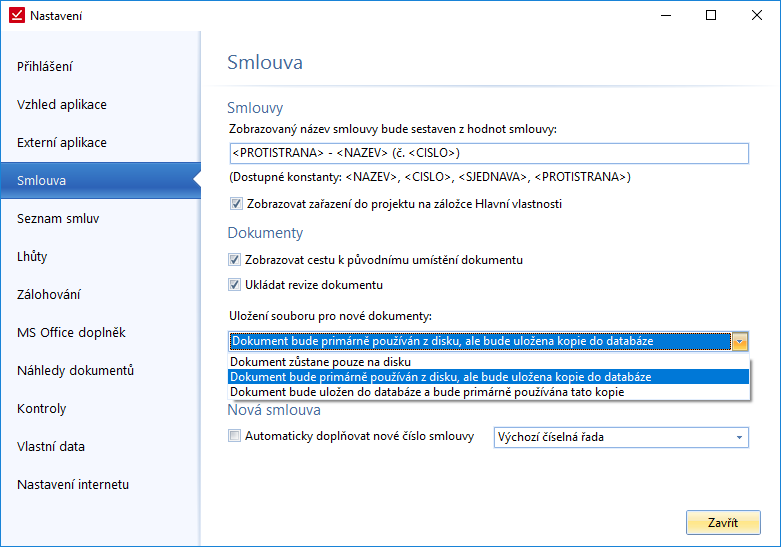 Nastavení
Přihlášení
Vzhled aplikace
Externí aplikace
Smlouva
Seznam smluv
Lhůty
Zálohování
MS Office doplněk
Náhledy dokumentů
Kontroly
Vlastní data
Nastavení internetu
Smlouva
Smlouvy
Zobrazovaný název smlouvy bude sestaven z hodnot smlouvy:
<PROTISTRANA> - <NAZEV> (č. <CISLO>)
(Dostupné konstanty: <NAZEV>, <CISLO>, <SJEDNAVA>, <PROTISTRANA>)
Zobrazovat zařazení do projektu na záložce Hlavní vlastnosti
Dokumenty
Zobrazovat cestu k původnímu umístění dokumentu
Ukládat revize dokumentu
Uložení souboru pro nové dokumenty:
Dokument bude primárně používán z disku, ale bude uložena kopie do databáze
Dokument zůstane pouze na disku
Dokument bude primárně používán z disku, ale bude uložena kopie do databáze
Dokument bude uložen do databáze a bude primárně používána tato kopie
Nová smlouva
Automaticky doplňovat nové číslo smlouvy
Výchozí číselná řada
Zavřít